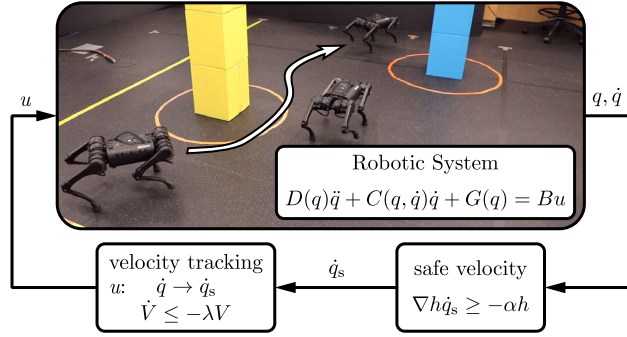 u
q, q̇
Robotic System
D(q)q̈ + C(q, q̇)q̇ + G(q) = Bu
velocity tracking
u: q̇ → q̇ₛ
V̇ ≤ −λV
q̇ₛ
safe velocity
∇hq̇ₛ ≥ −αh